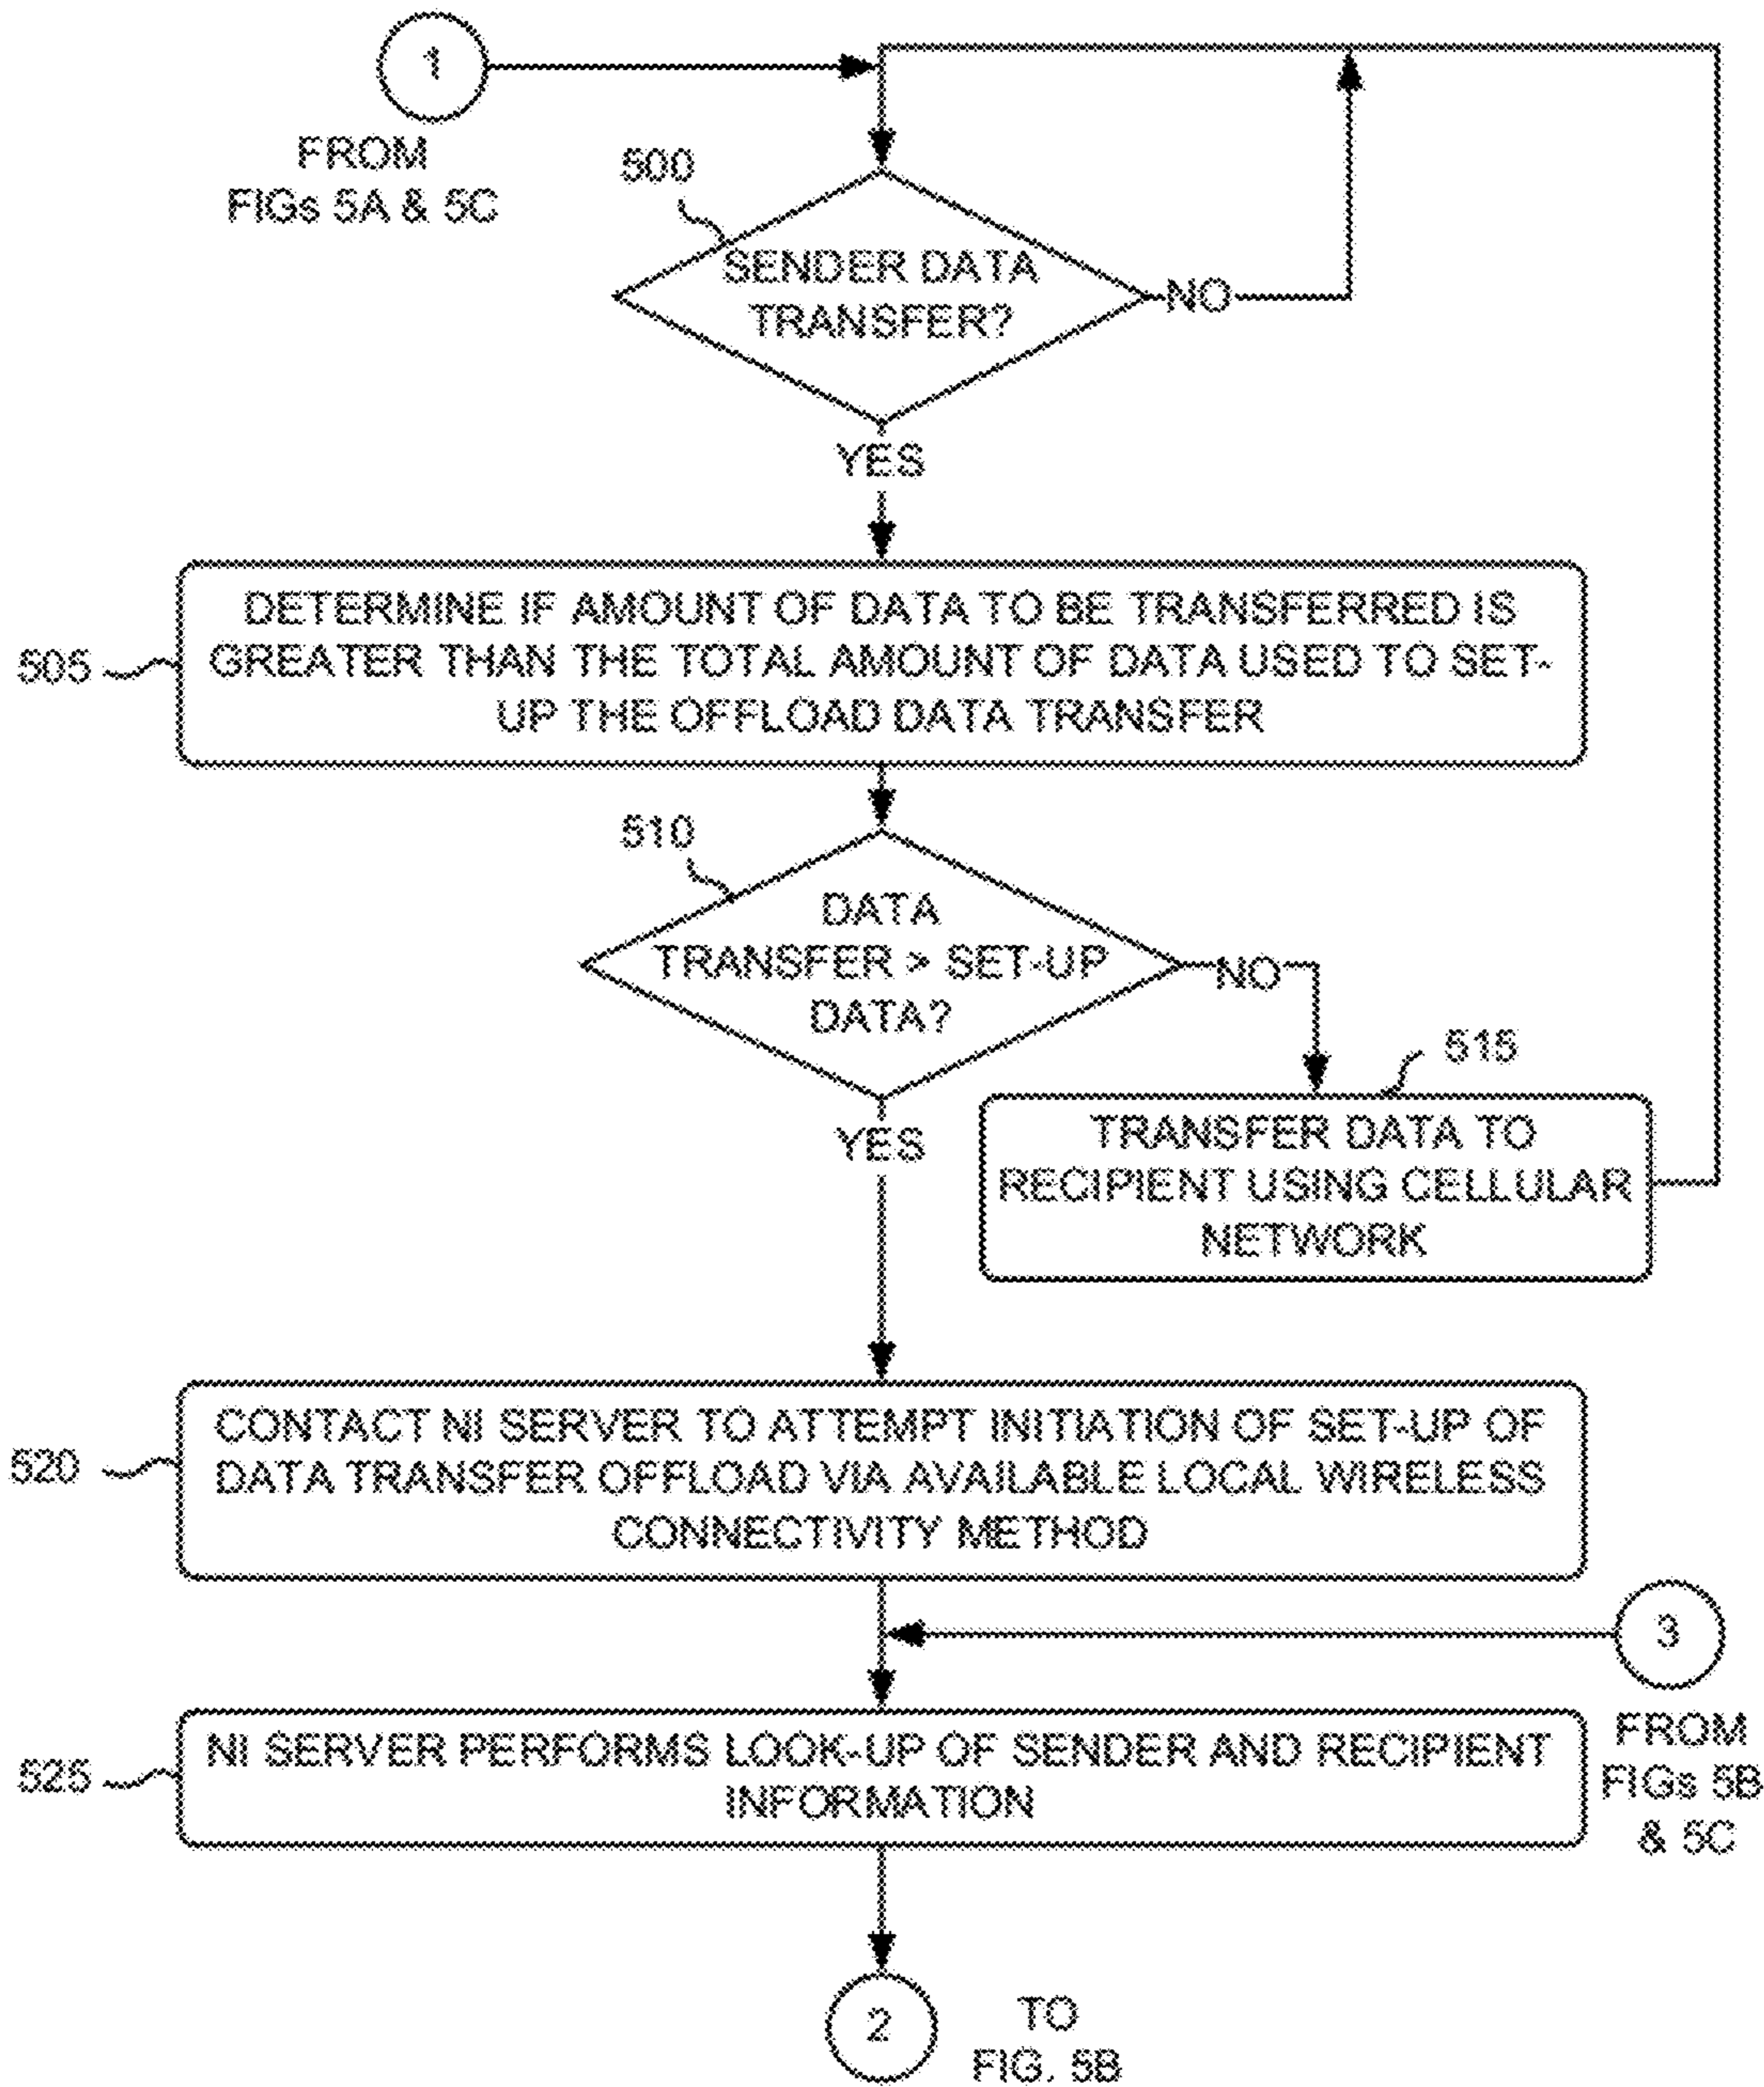 1
FROM
FIGs 5A & 5C
500
SENDER DATA
TRANSFER?
NO
YES
DETERMINE IF AMOUNT OF DATA TO BE TRANSFERRED IS
505
GREATER THAN THE TOTAL AMOUNT OF DATA USED TO SET-
UP THE OFFLOAD DATA TRANSFER
510
DATA
TRANSFER > SET-UP
DATA?
NO
515
YES
TRANSFER DATA TO
RECIPIENT USING CELLULAR
NETWORK
CONTACT NI SERVER TO ATTEMPT INITIATION OF SET-UP OF
520
DATA TRANSFER OFFLOAD VIA AVAILABLE LOCAL WIRELESS
CONNECTIVITY METHOD
3
FROM
FIGs 5B
& 5C
525
NI SERVER PERFORMS LOOK-UP OF SENDER AND RECIPIENT
INFORMATION
2
TO
FIG. 5B